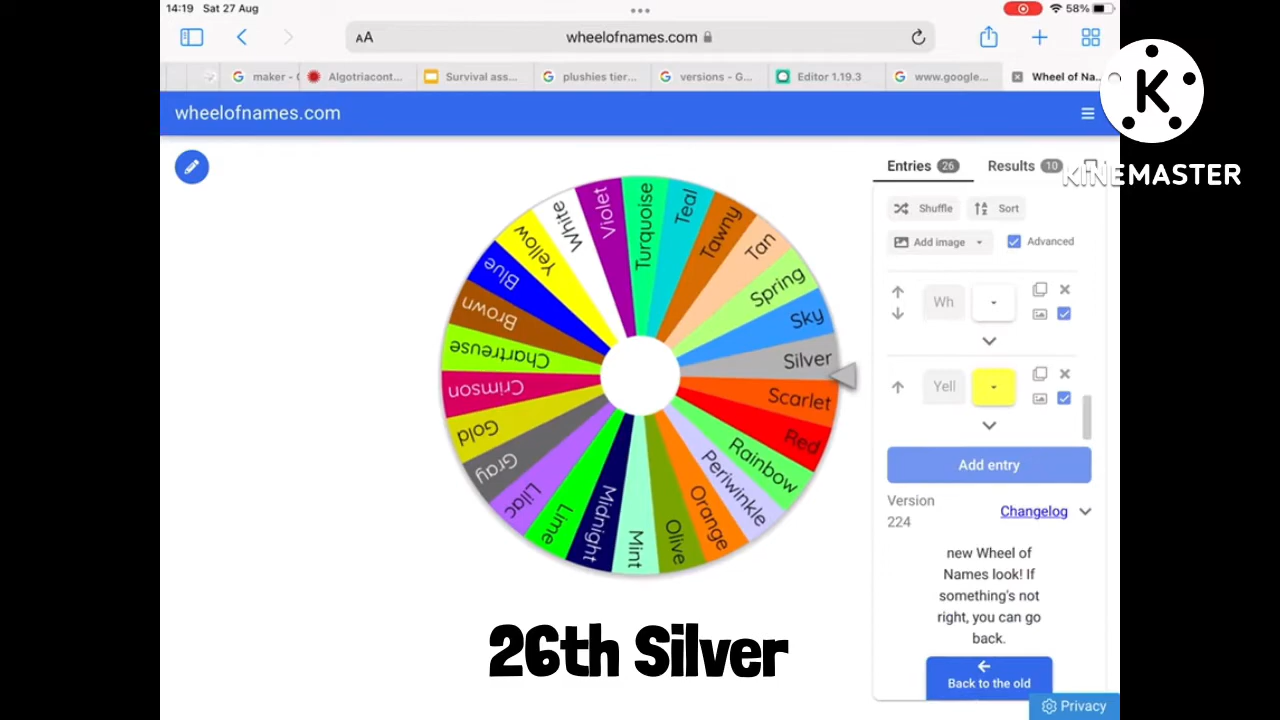 14:19 Sat 27 Aug
58%
AA
wheelofnames.com
maker - G
Algotriacont...
Survival ass...
plushies tier...
versions - G...
Editor 1.19.3
www.google...
Wheel of Na...
K
KINEMASTER
wheelofnames.com
Entries 26
Results 10
Shuffle
Sort
Add image
Advanced
Wh
Yell
Add entry
Version
224
Changelog
new Wheel of
Names look! If
something's not
right, you can go
back.
Back to the old
Privacy
White
Violet
Turquoise
Teal
Tawny
Tan
Spring
Sky
Silver
Scarlet
Red
Rainbow
Periwinkle
Orange
Olive
Mint
Midnight
Lime
Lilac
Gray
Gold
Crimson
Chartreuse
Brown
Blue
Yellow
26th Silver